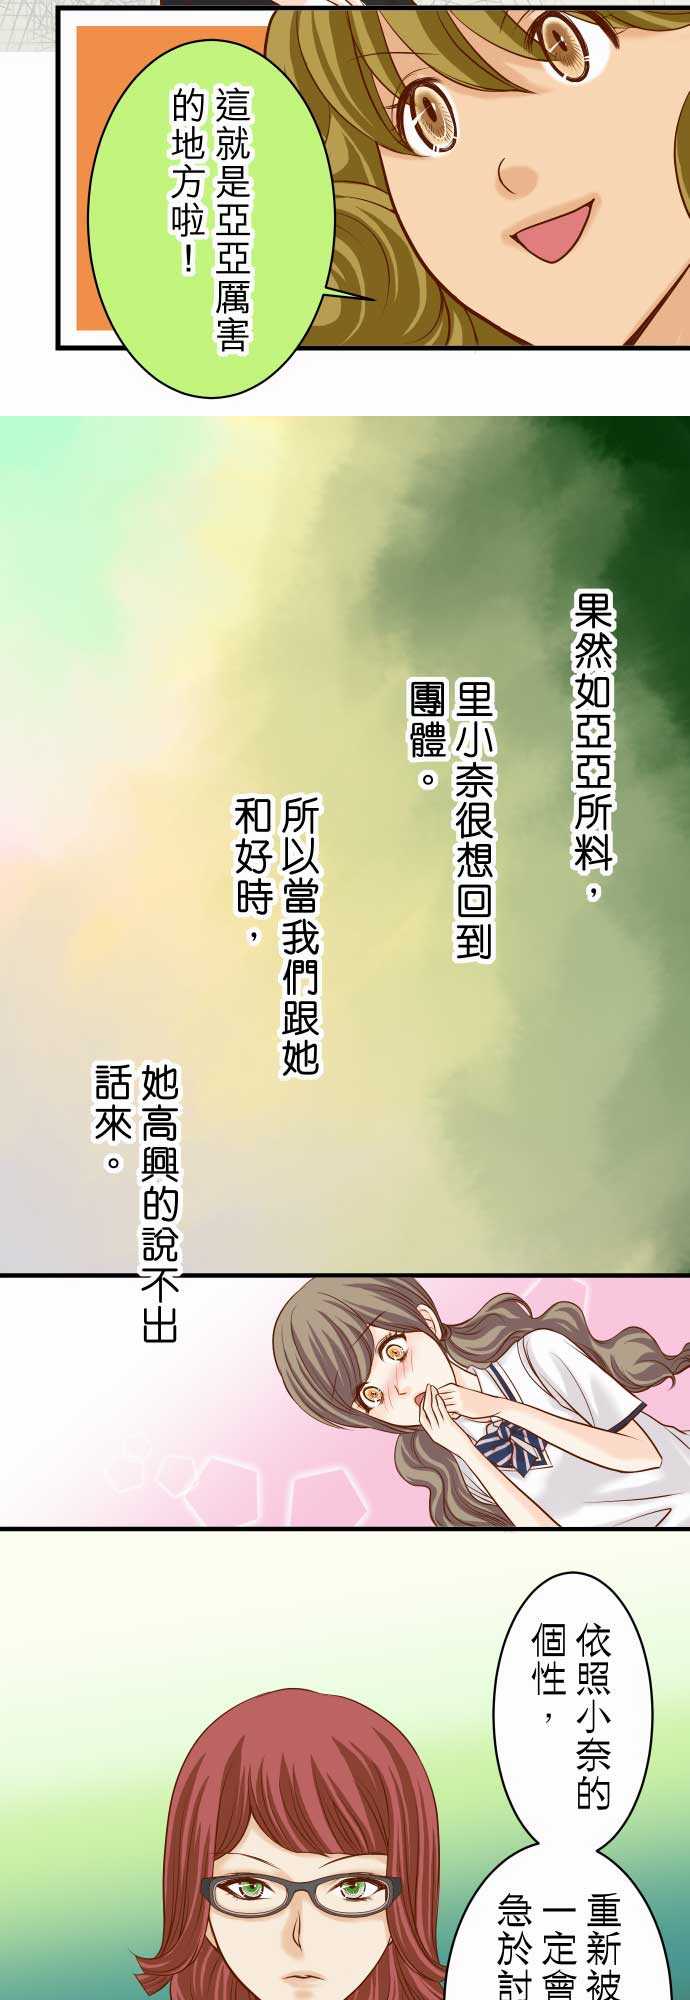 這就是亞亞厲害
的地方啦！
果然如亞亞所料，
里小奈很想回到
團體。
所以當我們跟她
和好時，
她高興的說不出
話來。
依照小奈的
個性，
重新被
一定會
急於討